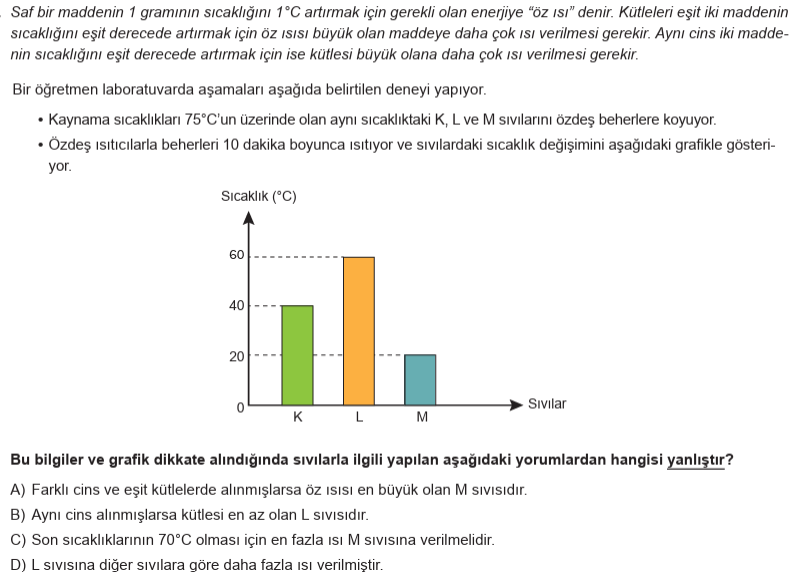 Saf bir maddenin 1 gramının sıcaklığını 1°C artırmak için gerekli olan enerjiye “öz ısı” denir. Kütleleri eşit iki maddenin
sıcaklığını eşit derecede artırmak için öz ısısı büyük olan maddeye daha çok ısı verilmesi gerekir. Aynı cins iki madde-
nin sıcaklığını eşit derecede artırmak için ise kütlesi büyük olana daha çok ısı verilmesi gerekir.
Bir öğretmen laboratuvarda aşamaları aşağıda belirtilen deneyi yapıyor.
• Kaynama sıcaklıkları 75°C’un üzerinde olan aynı sıcaklıktaki K, L ve M sıvılarını özdeş beherlere koyuyor.
• Özdeş ısıtıcılarla beherleri 10 dakika boyunca ısıtıyor ve sıvılardaki sıcaklık değişimini aşağıdaki grafikle gösteri-
yor.
Sıcaklık (°C)
60
40
20
0
K L M
Sıvılar
Bu bilgiler ve grafik dikkate alındığında sıvılarla ilgili yapılan aşağıdaki yorumlardan hangisi yanlıştır?
A) Farklı cins ve eşit kütlelerde alınmışlarsa öz ısısı en büyük olan M sıvısıdır.
B) Aynı cins alınmışlarsa kütlesi en az olan L sıvısıdır.
C) Son sıcaklıklarının 70°C olması için en fazla ısı M sıvısına verilmelidir.
D) L sıvısına diğer sıvılara göre daha fazla ısı verilmiştir.